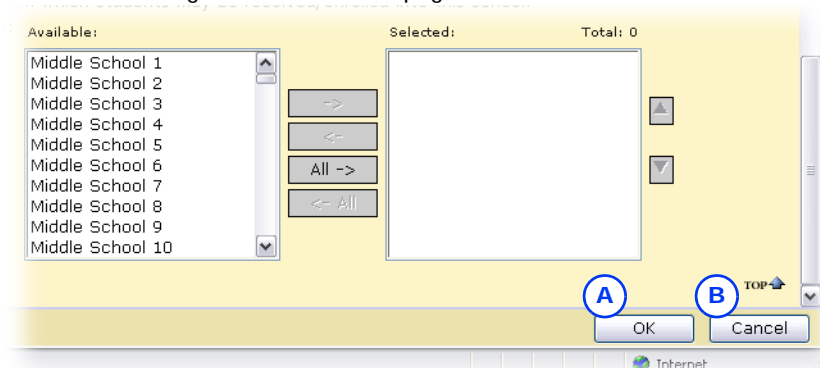 Available: Selected: Total: 0
Middle School 1
Middle School 2
Middle School 3
Middle School 4
Middle School 5
Middle School 6
Middle School 7
Middle School 8
Middle School 9
Middle School 10
->
<-
All ->
<- All
TOP
A B
OK Cancel
Internet